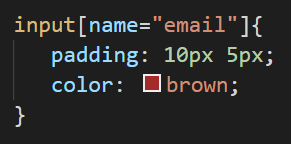 input[name="email"]{
padding: 10px 5px;
color: brown;
}